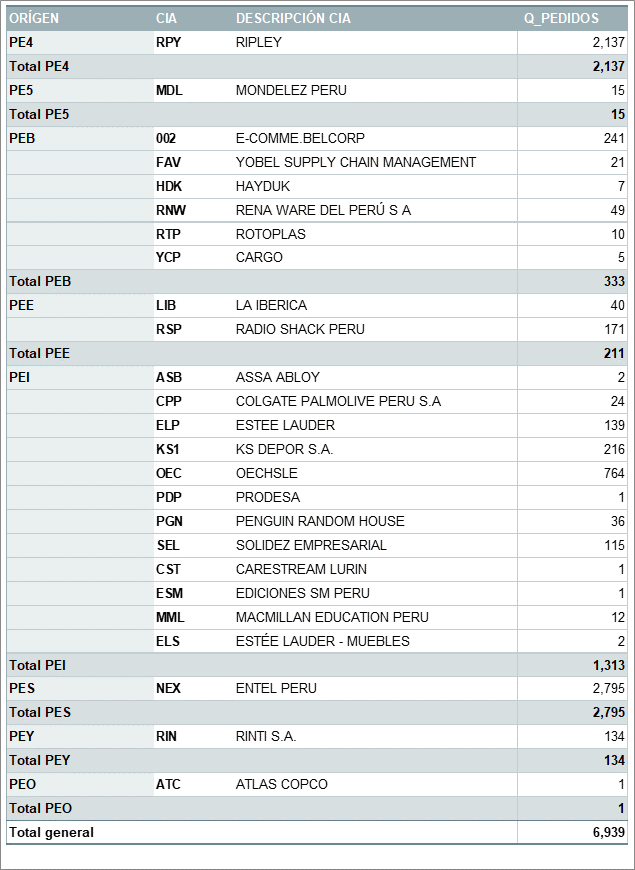 ORÍGEN CIA DESCRIPCIÓN CIA Q_PEDIDOS
PE4 RPY RIPLEY 2,137
Total PE4 2,137
PE5 MDL MONDELEZ PERU 15
Total PE5 15
PEB 002 E-COMME.BELCORP 241
FAV YOBEL SUPPLY CHAIN MANAGEMENT 21
HDK HAYDUK 7
RNW RENA WARE DEL PERÚ S A 49
RTP ROTOPLAS 10
YCP CARGO 5
Total PEB 333
PEE LIB LA IBERICA 40
RSP RADIO SHACK PERU 171
Total PEE 211
PEI ASB ASSA ABLOY 2
CPP COLGATE PALMOLIVE PERU S.A 24
ELP ESTEE LAUDER 139
KS1 KS DEPOR S.A. 216
OEC OECHSLE 764
PDP PRODESA 1
PGN PENGUIN RANDOM HOUSE 36
SEL SOLIDEZ EMPRESARIAL 115
CST CARESTREAM LURIN 1
ESM EDICIONES SM PERU 1
MML MACMILLAN EDUCATION PERU 12
ELS ESTÉE LAUDER - MUEBLES 2
Total PEI 1,313
PES NEX ENTEL PERU 2,795
Total PES 2,795
PEY RIN RINTI S.A. 134
Total PEY 134
PEO ATC ATLAS COPCO 1
Total PEO 1
Total general 6,939